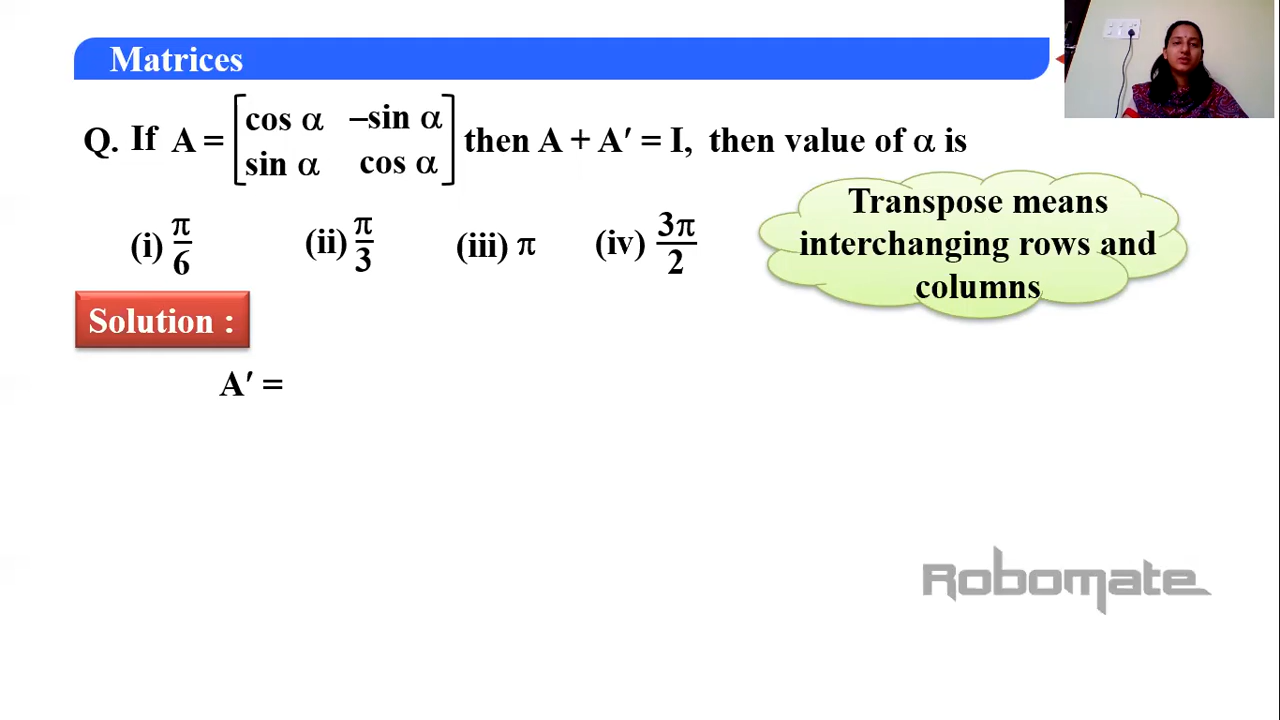 Matrices
Q. If A = [cos α –sin α
sin α cos α] then A + A′ = I, then value of α is
(i) π/6 (ii) π/3 (iii) π (iv) 3π/2
Transpose means
interchanging rows and
columns
Solution :
A′ =
Robomate